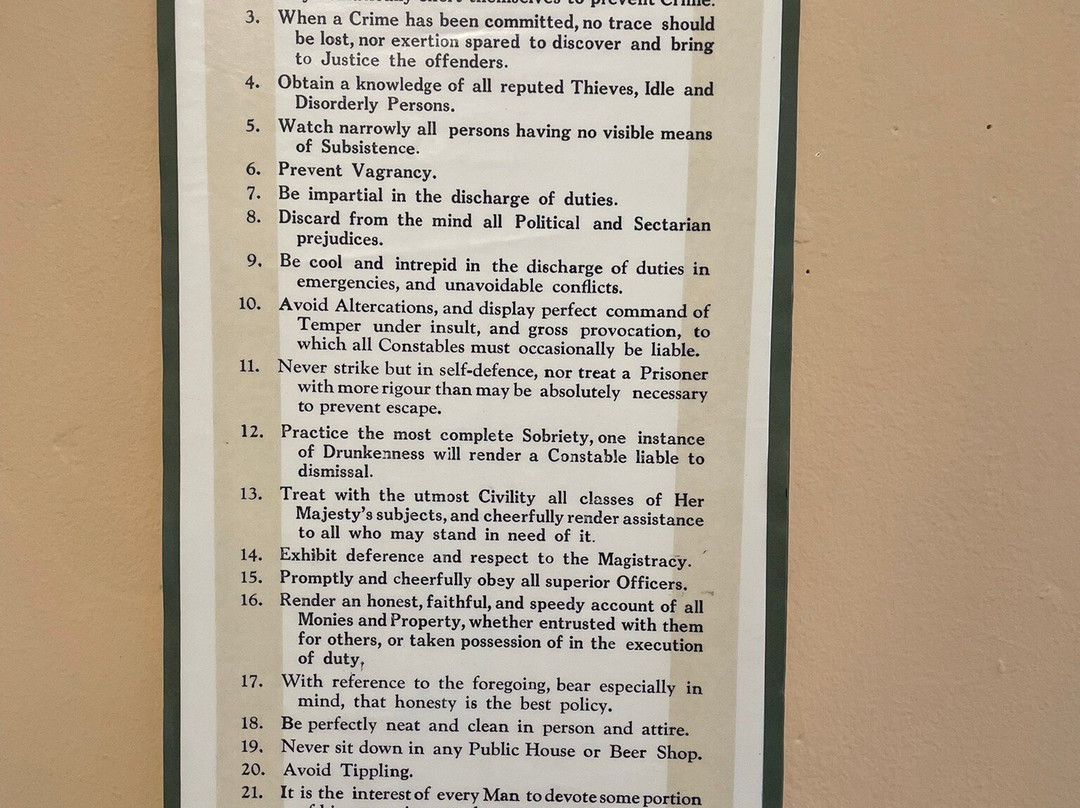 themselves to prevent Crime.
3. When a Crime has been committed, no trace should
be lost, nor exertion spared to discover and bring
to Justice the offenders.
4. Obtain a knowledge of all reputed Thieves, Idle and
Disorderly Persons.
5. Watch narrowly all persons having no visible means
of Subsistence.
6. Prevent Vagrancy.
7. Be impartial in the discharge of duties.
8. Discard from the mind all Political and Sectarian
prejudices.
9. Be cool and intrepid in the discharge of duties in
emergencies, and unavoidable conflicts.
10. Avoid Altercations, and display perfect command of
Temper under insult, and gross provocation, to
which all Constables must occasionally be liable.
11. Never strike but in self-defence, nor treat a Prisoner
with more rigour than may be absolutely necessary
to prevent escape.
12. Practice the most complete Sobriety, one instance
of Drunkenness will render a Constable liable to
dismissal.
13. Treat with the utmost Civility all classes of Her
Majesty's subjects, and cheerfully render assistance
to all who may stand in need of it.
14. Exhibit deference and respect to the Magistracy.
15. Promptly and cheerfully obey all superior Officers.
16. Render an honest, faithful, and speedy account of all
Monies and Property, whether entrusted with them
for others, or taken possession of in the execution
of duty,
17. With reference to the foregoing, bear especially in
mind, that honesty is the best policy.
18. Be perfectly neat and clean in person and attire.
19. Never sit down in any Public House or Beer Shop.
20. Avoid Tippling.
21. It is the interest of every Man to devote some portion